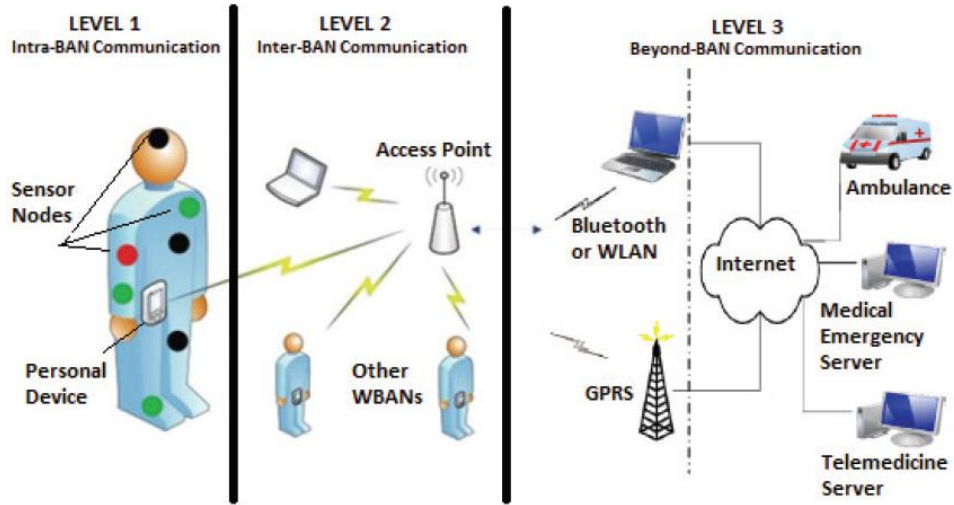 LEVEL 1
Intra-BAN Communication
LEVEL 2
Inter-BAN Communication
LEVEL 3
Beyond-BAN Communication
Sensor
Nodes
Personal
Device
Access Point
Other
WBANs
Bluetooth
or WLAN
GPRS
Internet
Ambulance
Medical
Emergency
Server
Telemedicine
Server